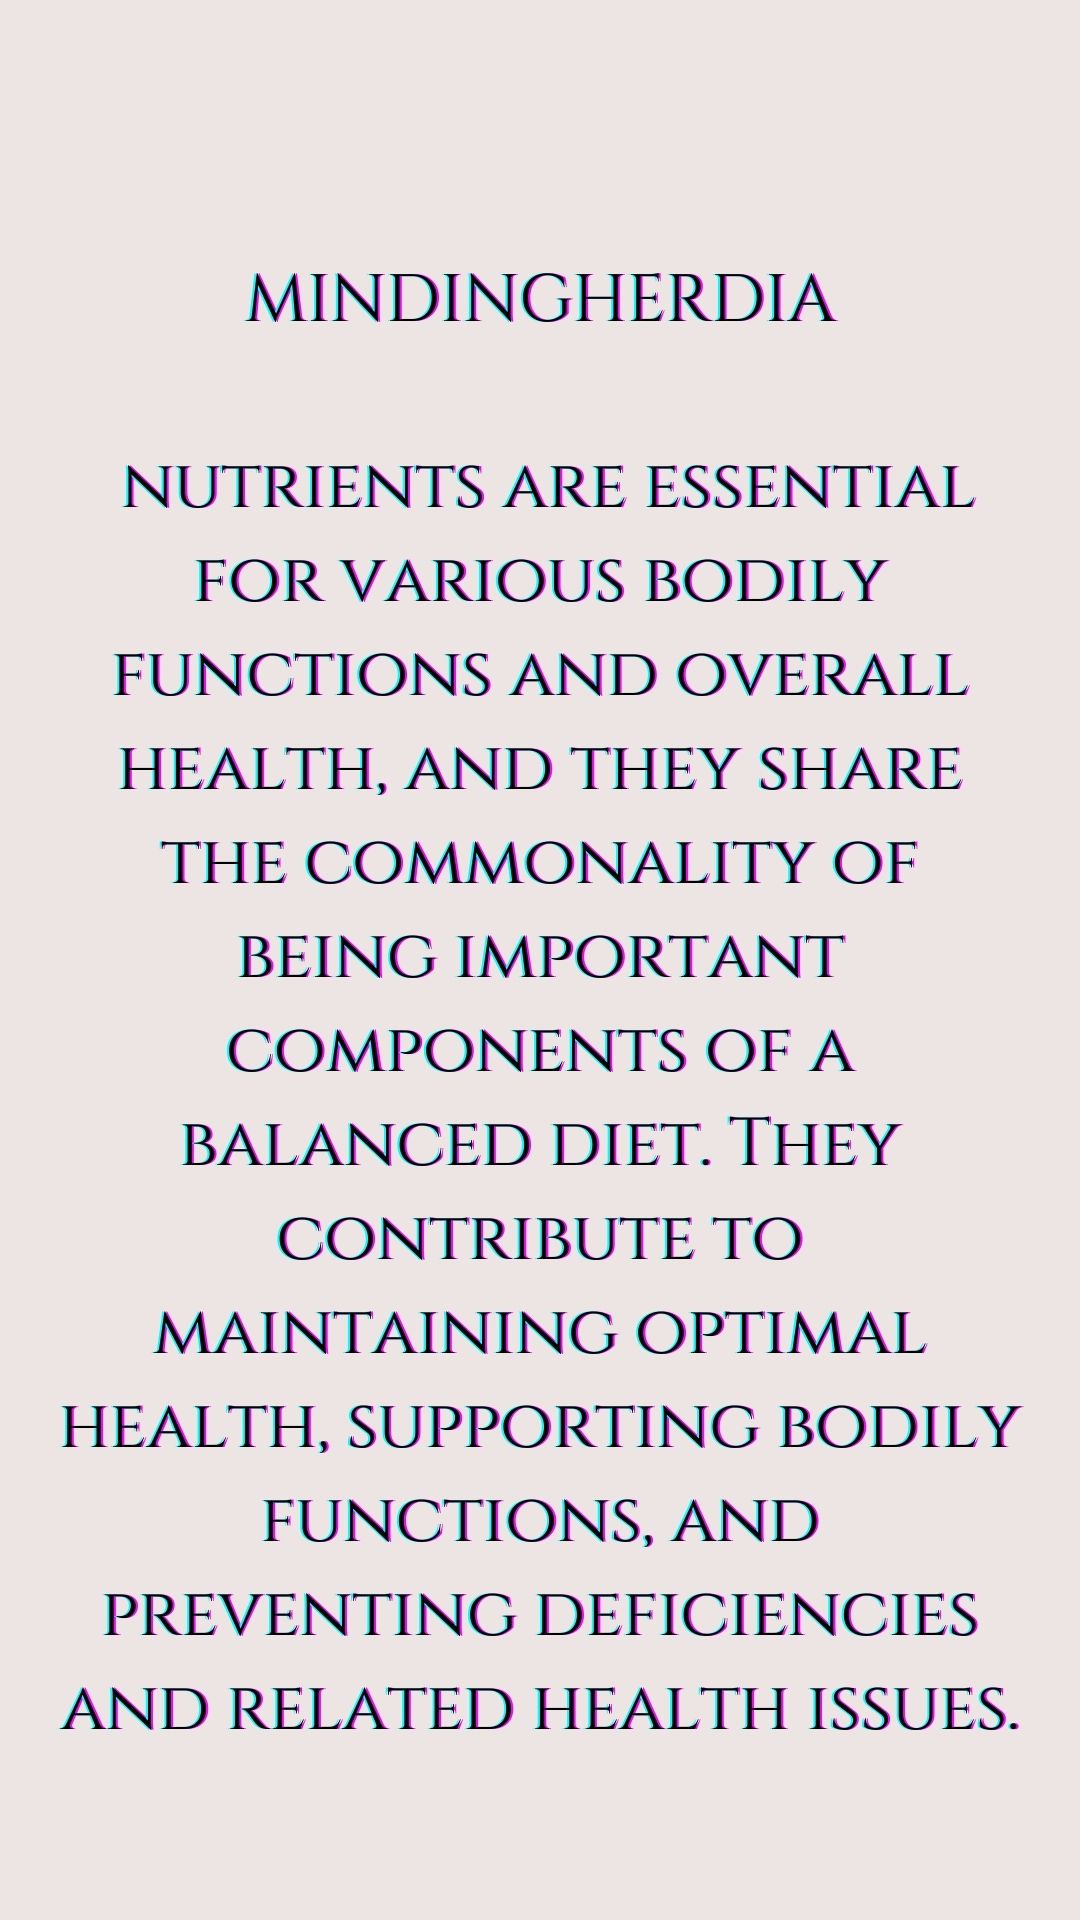 MINDINGHERDIA
NUTRIENTS ARE ESSENTIAL
FOR VARIOUS BODILY
FUNCTIONS AND OVERALL
HEALTH, AND THEY SHARE
THE COMMONALITY OF
BEING IMPORTANT
COMPONENTS OF A
BALANCED DIET. THEY
CONTRIBUTE TO
MAINTAINING OPTIMAL
HEALTH, SUPPORTING BODILY
FUNCTIONS, AND
PREVENTING DEFICIENCIES
AND RELATED HEALTH ISSUES.